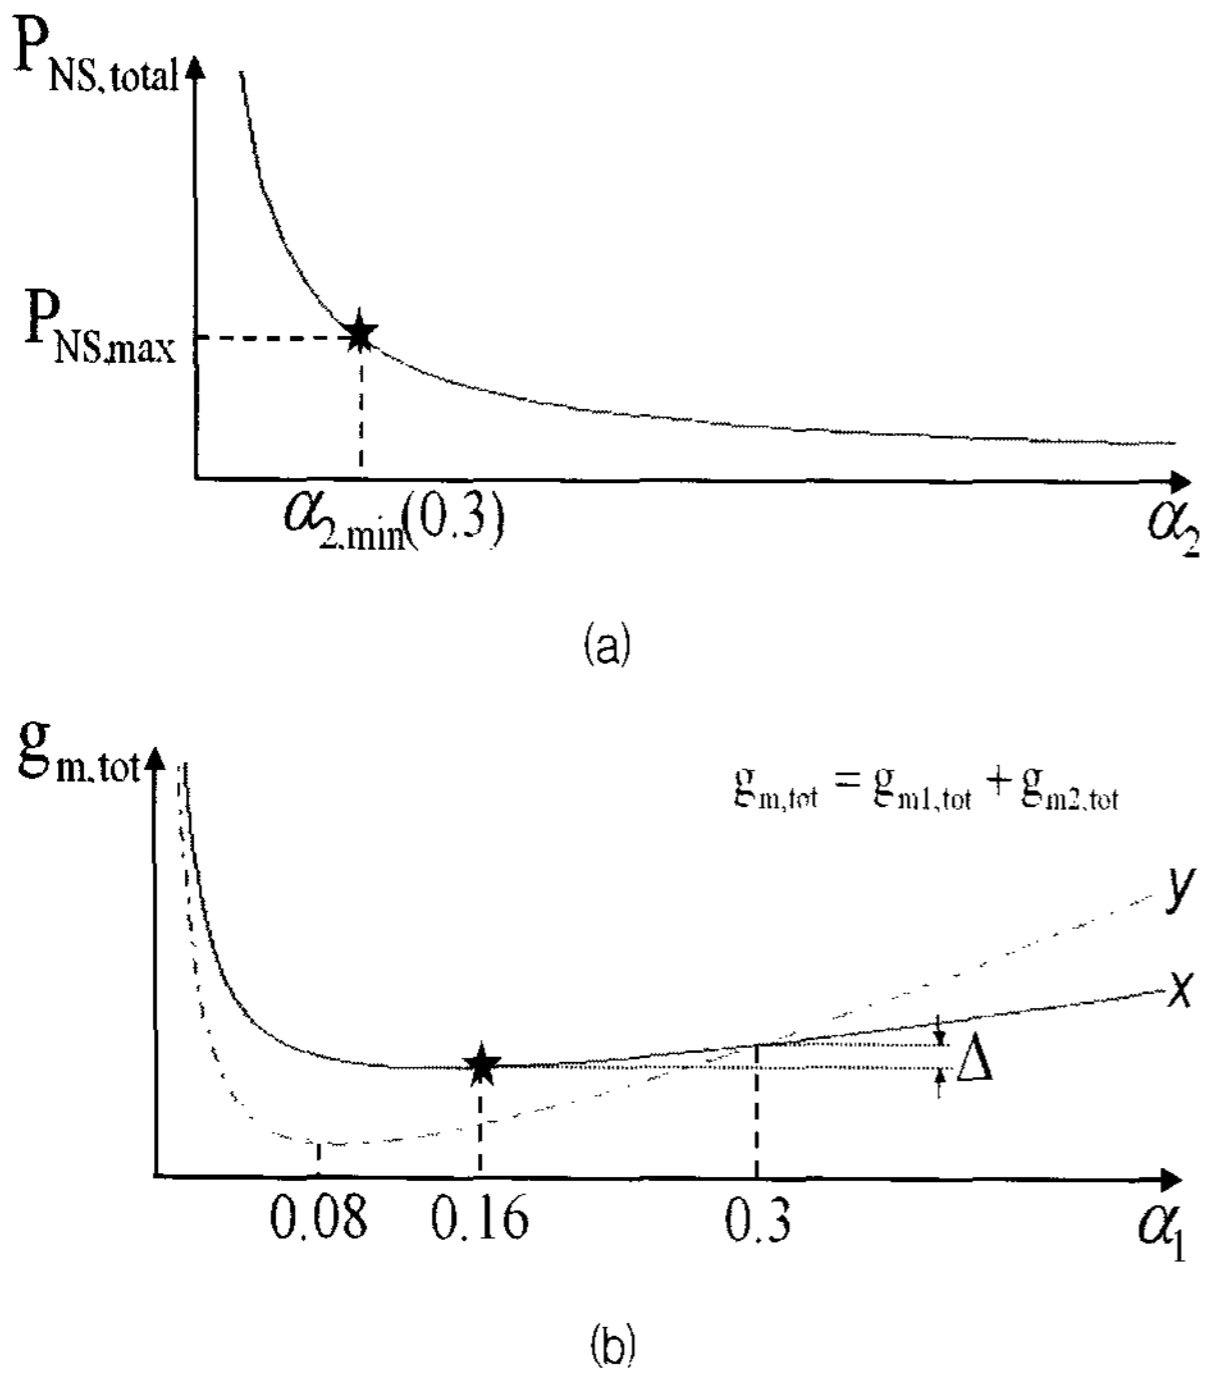 P_NS,total
P_NS,max
α_2,min(0.3)
α_2
(a)
g_m,tot
g_m,tot = g_m1,tot + g_m2,tot
y
x
Δ
0.08 0.16 0.3
α_1
(b)